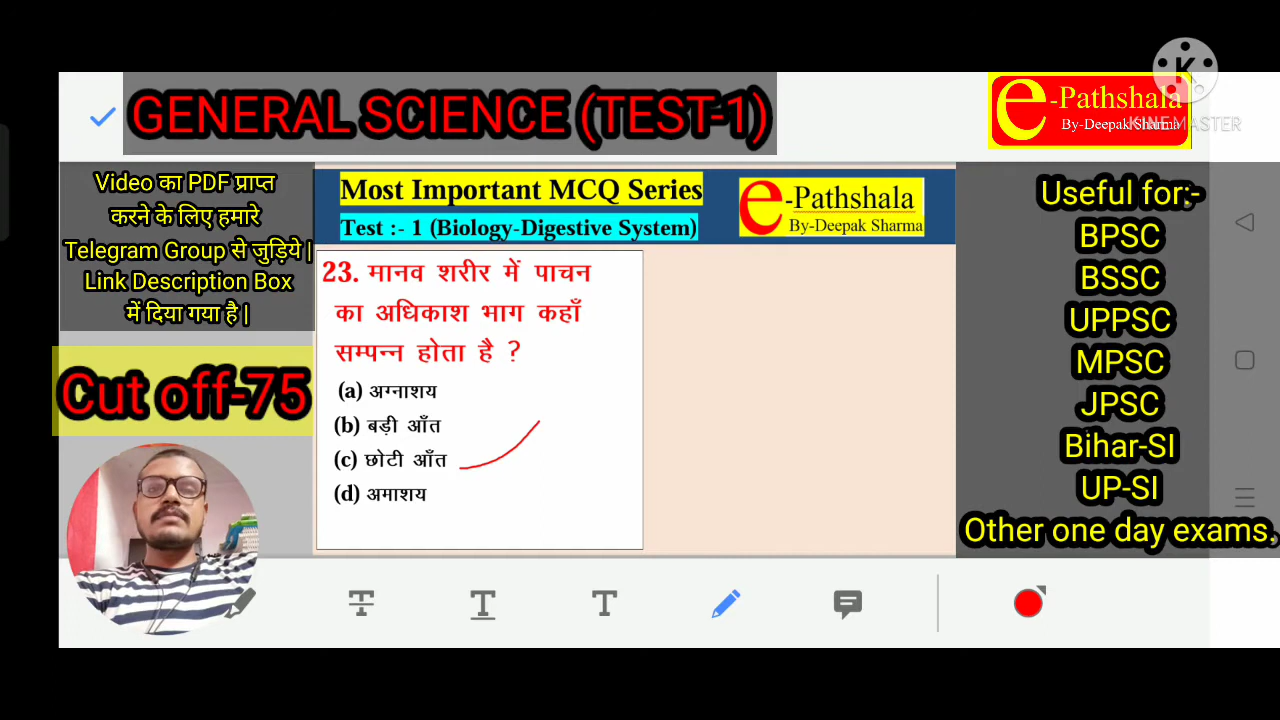 GENERAL SCIENCE (TEST-1)
e-Pathshala
By-Deepak Sharma
KINEMASTER
Video का PDF प्राप्त
करने के लिए हमारे
Telegram Group से जुड़िये |
Link Description Box
में दिया गया है |
Cut off-75
Most Important MCQ Series
Test :- 1 (Biology-Digestive System)
e-Pathshala
By-Deepak Sharma
23. मानव शरीर में पाचन
का अधिकाश भाग कहाँ
सम्पन्न होता है ?
(a) अग्नाशय
(b) बड़ी आँत
(c) छोटी आँत
(d) अमाशय
Useful for:-
BPSC
BSSC
UPPSC
MPSC
JPSC
Bihar-SI
UP-SI
Other one day exams.